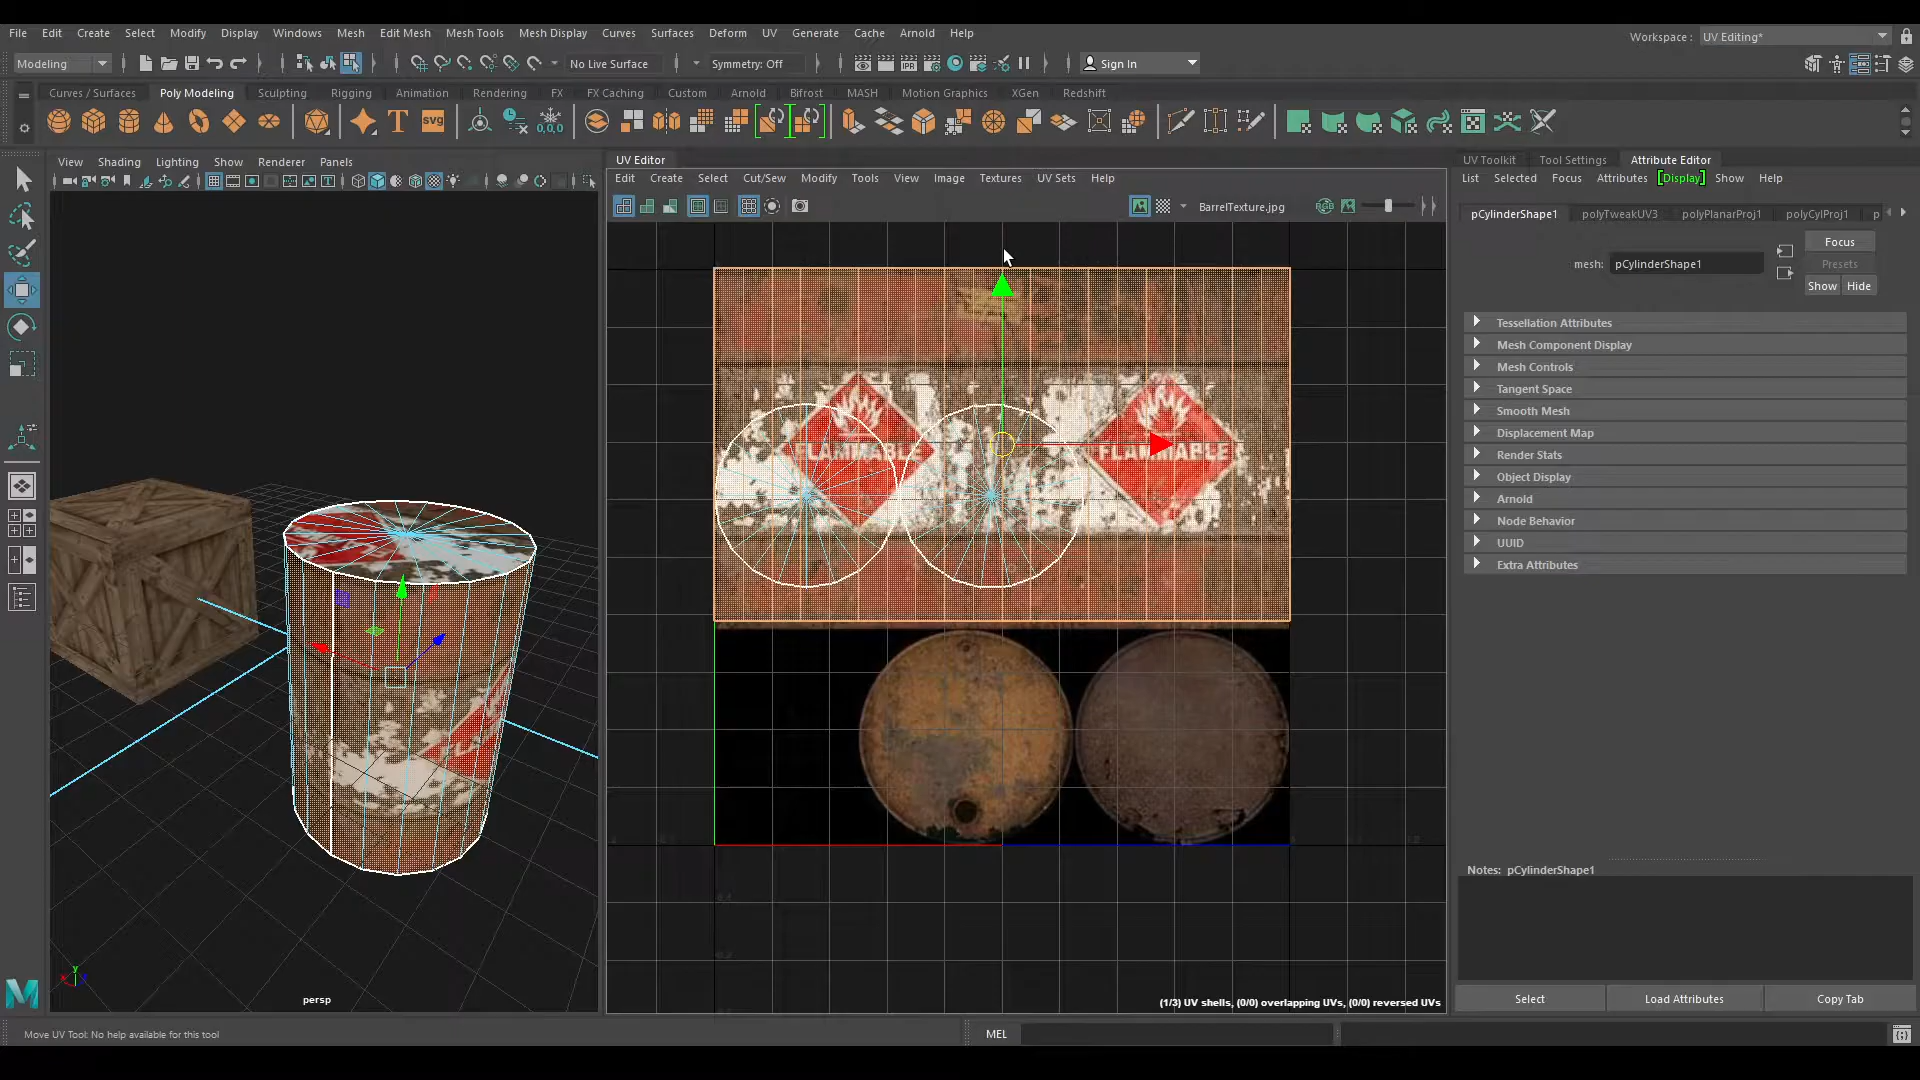 File Edit Create Select Modify Display Windows Mesh Edit Mesh Mesh Tools Mesh Display Curves Surfaces Deform UV Generate Cache Arnold Help
Workspace : UV Editing*
Modeling No Live Surface Symmetry: Off Sign In
Curves / Surfaces Poly Modeling Sculpting Rigging Animation Rendering FX FX Caching Custom Arnold Bifrost MASH Motion Graphics XGen Redshift
T SVG 0,0,0
View Shading Lighting Show Renderer Panels
persp
UV Editor
Edit Create Select Cut/Sew Modify Tools View Image Textures UV Sets Help
BarrelTexture.jpg
FLAMMABLE FLAMMABLE
(1/3) UV shells, (0/0) overlapping UVs, (0/0) reversed UVs
UV Toolkit Tool Settings Attribute Editor
List Selected Focus Attributes Display Show Help
pCylinderShape1 polyTweakUV3 polyPlanarProj1 polyCylProj1 p
Focus
mesh: pCylinderShape1 Presets
Show Hide
Tessellation Attributes
Mesh Component Display
Mesh Controls
Tangent Space
Smooth Mesh
Displacement Map
Render Stats
Object Display
Arnold
Node Behavior
UUID
Extra Attributes
Notes: pCylinderShape1
Select Load Attributes Copy Tab
Move UV Tool: No help available for this tool
MEL